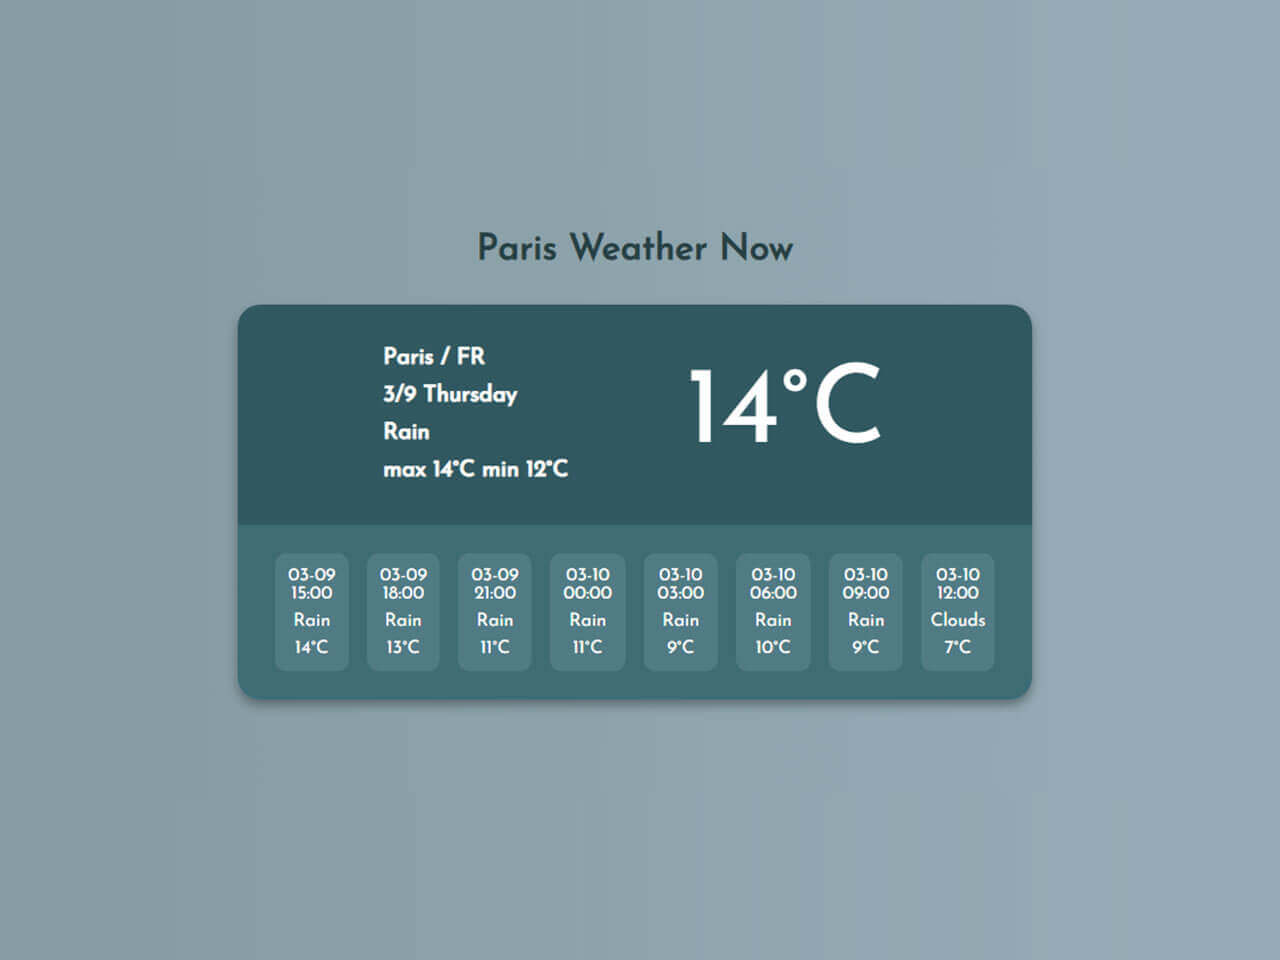 Paris Weather Now
Paris / FR
3/9 Thursday
Rain
max 14°C min 12°C
14°C
03-09
15:00
Rain
14°C
03-09
18:00
Rain
13°C
03-09
21:00
Rain
11°C
03-10
00:00
Rain
11°C
03-10
03:00
Rain
9°C
03-10
06:00
Rain
10°C
03-10
09:00
Rain
9°C
03-10
12:00
Clouds
7°C